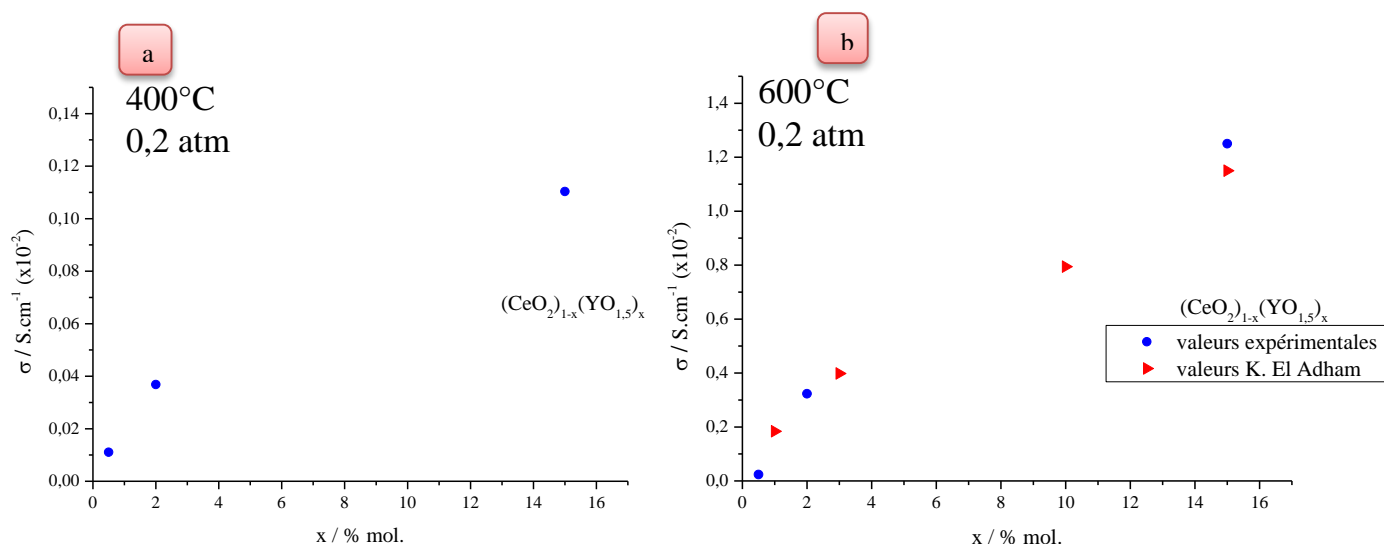 a
400°C
0,2 atm
0,14
0,12
0,10
0,08
0,06
0,04
0,02
0,00
σ / S.cm⁻¹ (x10⁻²)
(CeO₂)₁₋ₓ(YO₁,₅)ₓ
0 2 4 6 8 10 12 14 16
x / % mol.
b
600°C
0,2 atm
1,4
1,2
1,0
0,8
0,6
0,4
0,2
0,0
σ / S.cm⁻¹ (x10⁻²)
(CeO₂)₁₋ₓ(YO₁,₅)ₓ
valeurs expérimentales
valeurs K. El Adham
0 2 4 6 8 10 12 14 16
x / % mol.